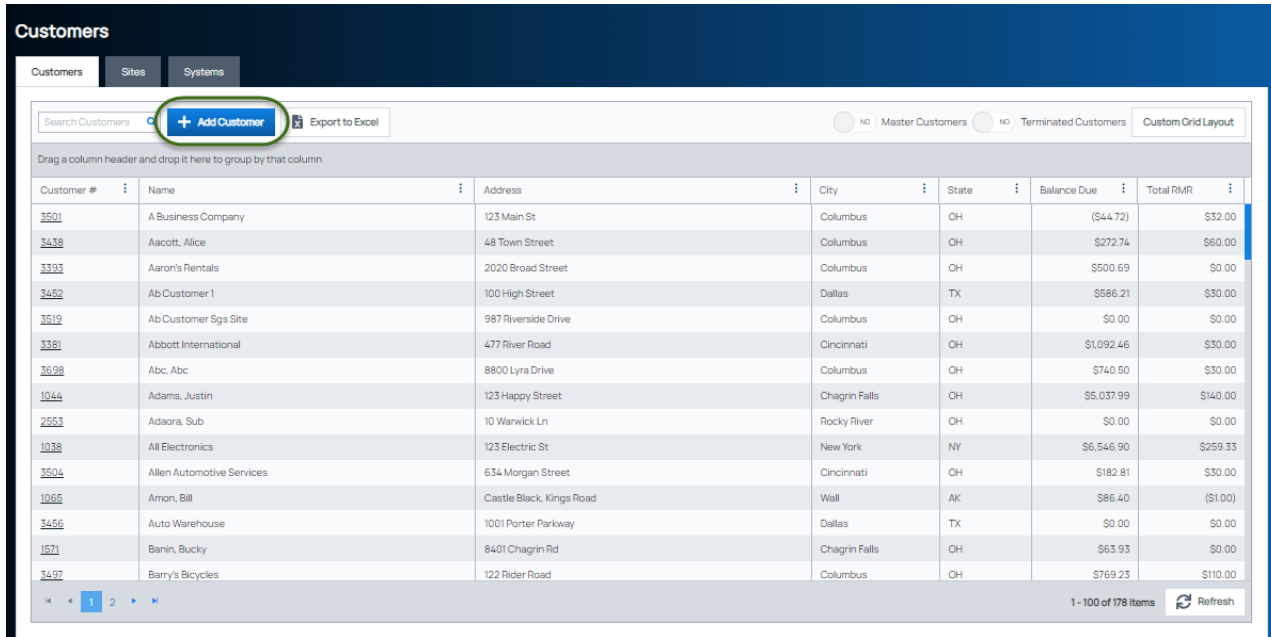 Customers
Customers Sites Systems
Search Customers Add Customer Export to Excel NO Master Customers NO Terminated Customers Custom Grid Layout
Drag a column header and drop it here to group by that column
Customer # Name Address City State Balance Due Total RMR
3501 A Business Company 123 Main St Columbus OH ($44.72) $32.00
3438 Aacott, Alice 48 Town Street Columbus OH $272.74 $60.00
3393 Aaron's Rentals 2020 Broad Street Columbus OH $500.69 $0.00
3452 Ab Customer 1 100 High Street Dallas TX $586.21 $30.00
3519 Ab Customer Sgs Site 987 Riverside Drive Columbus OH $0.00 $0.00
3381 Abbott International 477 River Road Cincinnati OH $1,092.46 $30.00
3698 Abc, Abc 8800 Lyra Drive Columbus OH $740.50 $30.00
1044 Adams, Justin 123 Happy Street Chagrin Falls OH $5,037.99 $140.00
2553 Adaora, Sub 10 Warwick Ln Rocky River OH $0.00 $0.00
1038 All Electronics 123 Electric St New York NY $6,546.90 $259.33
3504 Allen Automotive Services 634 Morgan Street Cincinnati OH $182.81 $30.00
1065 Amon, Bill Castle Black, Kings Road Wall AK $86.40 ($1.00)
3456 Auto Warehouse 1001 Porter Parkway Dallas TX $0.00 $0.00
1571 Banin, Bucky 8401 Chagrin Rd Chagrin Falls OH $63.93 $0.00
3497 Barry's Bicycles 122 Rider Road Columbus OH $769.23 $110.00
1 2 1 - 100 of 178 items Refresh